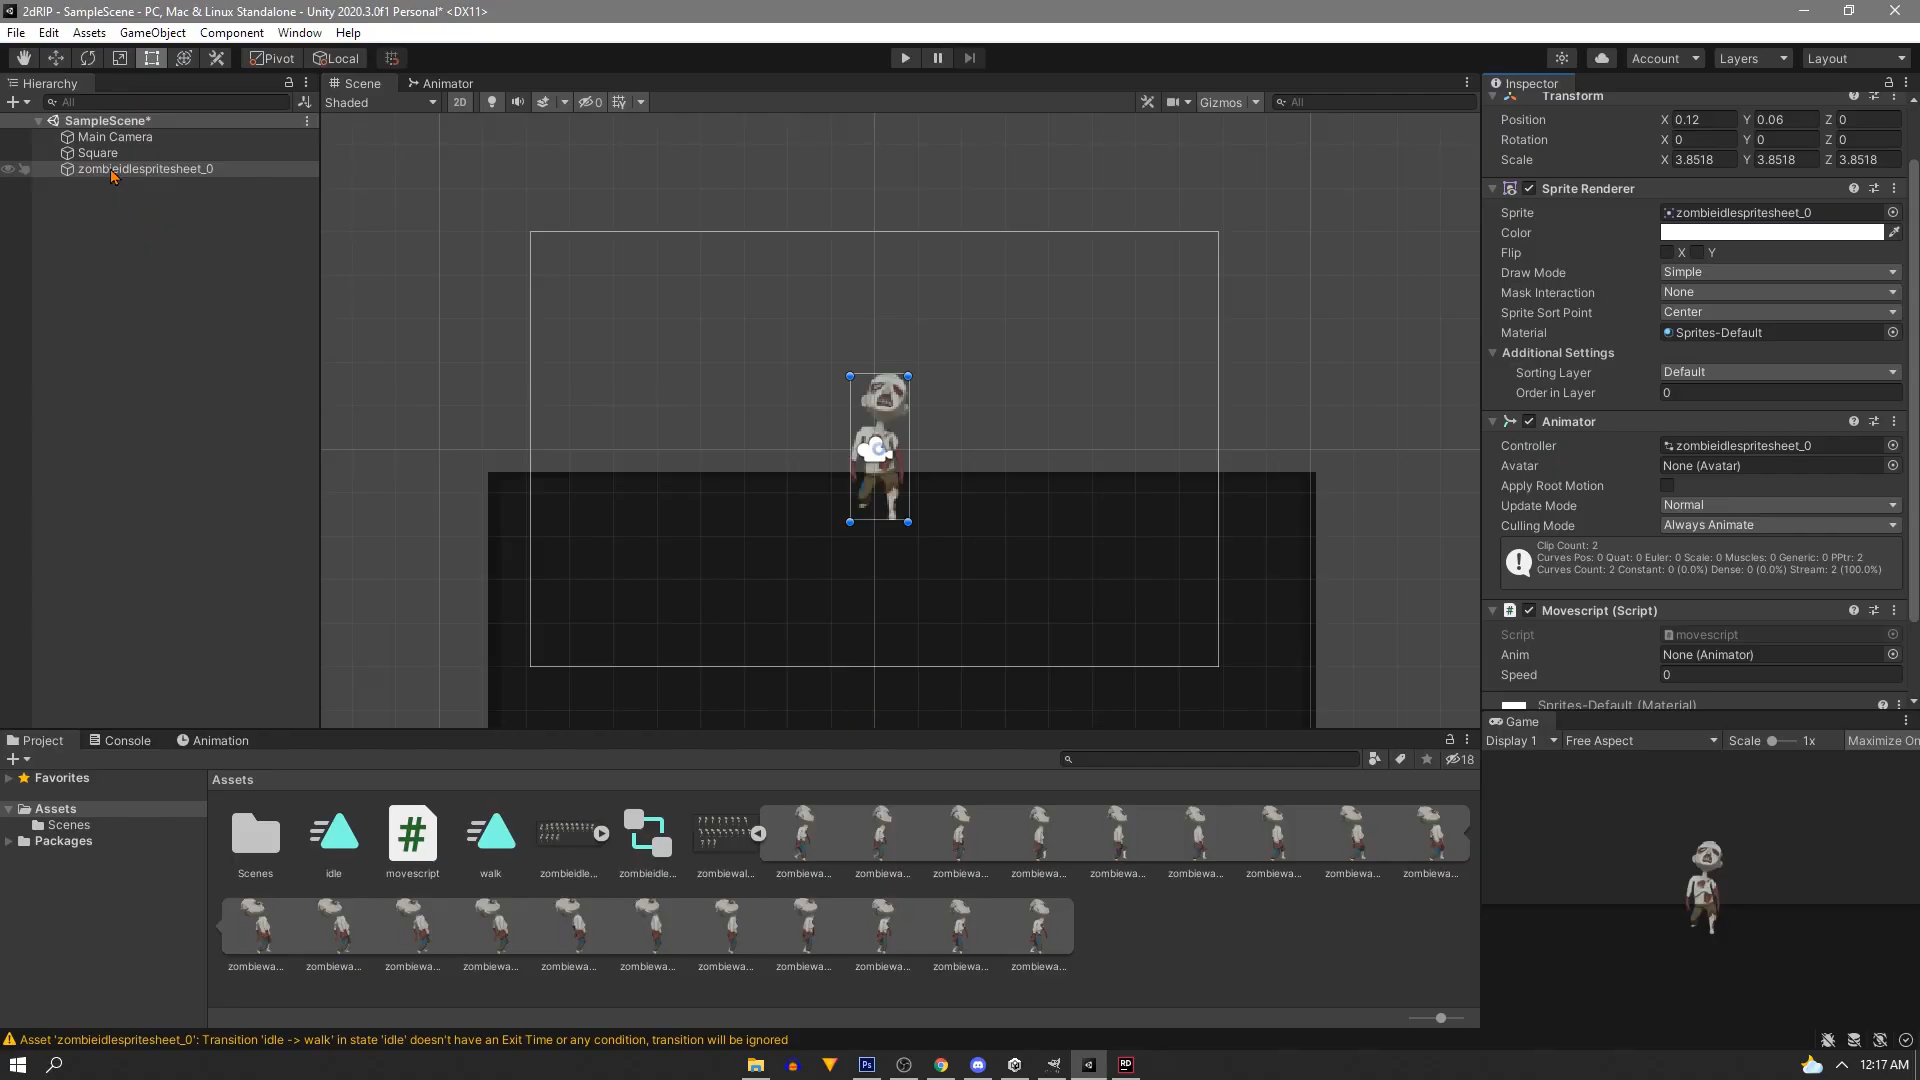 2dRIP - SampleScene - PC, Mac & Linux Standalone - Unity 2020.3.0f1 Personal* <DX11>
File Edit Assets GameObject Component Window Help
Pivot Local Account Layers Layout
Hierarchy
All
SampleScene*
Main Camera
Square
zombieidlespritesheet_0
Scene Animator
Shaded 2D 0 Gizmos All
Inspector
Transform
Position X 0.12 Y 0.06 Z 0
Rotation X 0 Y 0 Z 0
Scale X 3.8518 Y 3.8518 Z 3.8518
Sprite Renderer
Sprite zombieidlespritesheet_0
Color
Flip X Y
Draw Mode Simple
Mask Interaction None
Sprite Sort Point Center
Material Sprites-Default
Additional Settings
Sorting Layer Default
Order in Layer 0
Animator
Controller zombieidlespritesheet_0
Avatar None (Avatar)
Apply Root Motion
Update Mode Normal
Culling Mode Always Animate
Clip Count: 2
Curves Pos: 0 Quat: 0 Euler: 0 Scale: 0 Muscles: 0 Generic: 0 PPtr: 2
Curves Count: 2 Constant: 0 (0.0%) Dense: 0 (0.0%) Stream: 2 (100.0%)
# Movescript (Script)
Script movescript
Anim None (Animator)
Speed 0
Sprites-Default (Material)
Game
Display 1 Free Aspect Scale 1x Maximize On
Project Console Animation
18
Favorites
Assets
Scenes
Packages
Assets
#
Scenes idle movescript walk zombieidle... zombieidle... zombiewal... zombiewa... zombiewa... zombiewa... zombiewa... zombiewa... zombiewa... zombiewa... zombiewa... zombiewa...
zombiewa... zombiewa... zombiewa... zombiewa... zombiewa... zombiewa... zombiewa... zombiewa... zombiewa... zombiewa... zombiewa...
Asset 'zombieidlespritesheet_0': Transition 'idle -> walk' in state 'idle' doesn't have an Exit Time or any condition, transition will be ignored
Ps RD 12:17 AM